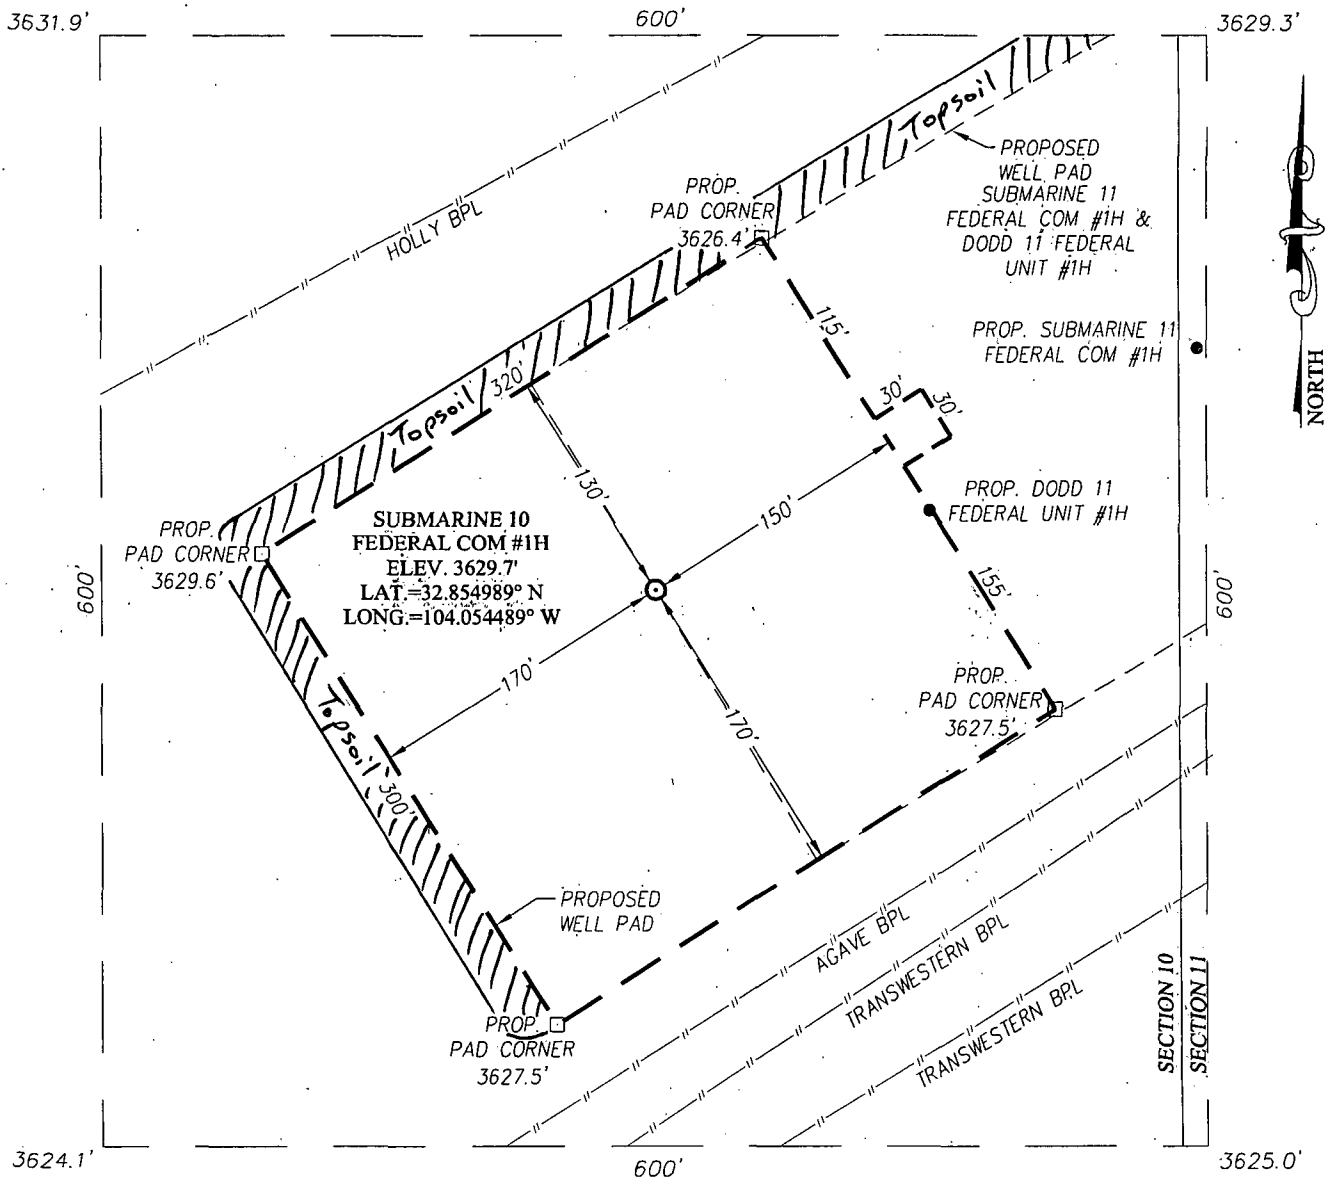 3631.9'
600'
3629.3'
Topsoil
PROPOSED
WELL PAD
SUBMARINE 11
FEDERAL COM #1H &
DODD 11 FEDERAL
UNIT #1H
PROP.
PAD CORNER
3626.4'
HOLLY BPL
115'
PROP. SUBMARINE 11
FEDERAL COM #1H
NORTH
320'
Topsoil
30'
30'
130'
150'
PROP. DODD 11
FEDERAL UNIT #1H
PROP.
PAD CORNER
3629.6'
SUBMARINE 10
FEDERAL COM #1H
ELEV. 3629.7'
LAT.=32.854989° N
LONG.=104.054489° W
600'
155'
600'
170'
170'
PROP.
PAD CORNER
3627.5'
Topsoil
300'
PROPOSED
WELL PAD
AGAVE BPL
TRANSWESTERN BPL
TRANSWESTERN BPL
SECTION 10
SECTION 11
PROP.
PAD CORNER
3627.5'
3624.1'
600'
3625.0'